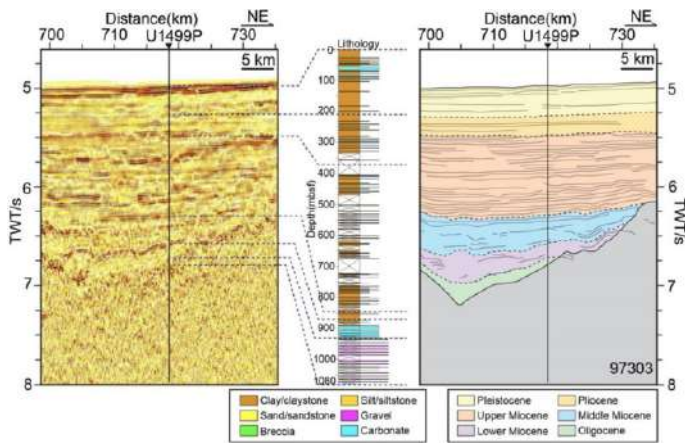 Distance(km) NE
700 710 U1499P 730
5 km
TWT/s
5
6
7
8
Lithology
Depth(mbsf)
0
100
200
300
400
500
600
700
800
900
1000
1080
Distance(km) NE
700 710 U1499P 730
5 km
TWT/s
5
6
7
8
97303
Clay/claystone Silt/siltstone
Sand/sandstone Gravel
Breccia Carbonate
Pleistocene Pliocene
Upper Miocene Middle Miocene
Lower Miocene Oligocene